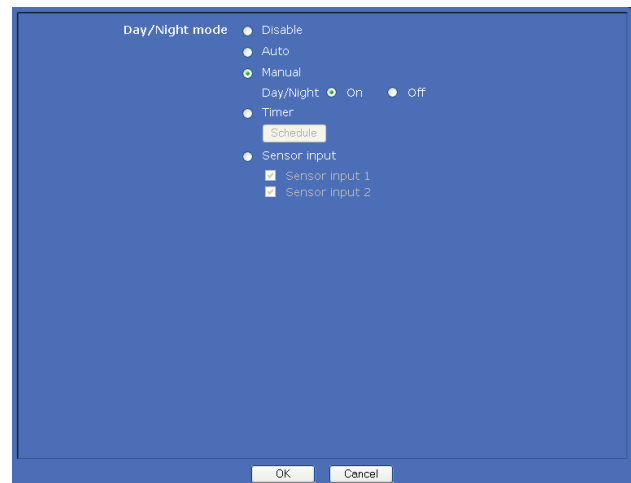 Day/Night mode Disable
Auto
Manual
Day/Night On Off
Timer
Schedule
Sensor input
Sensor input 1
Sensor input 2
OK Cancel